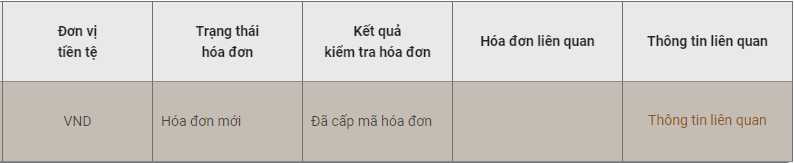 Đơn vị
tiền tệ
Trạng thái
hóa đơn
Kết quả
kiểm tra hóa đơn
Hóa đơn liên quan
Thông tin liên quan
VND
Hóa đơn mới
Đã cấp mã hóa đơn
Thông tin liên quan